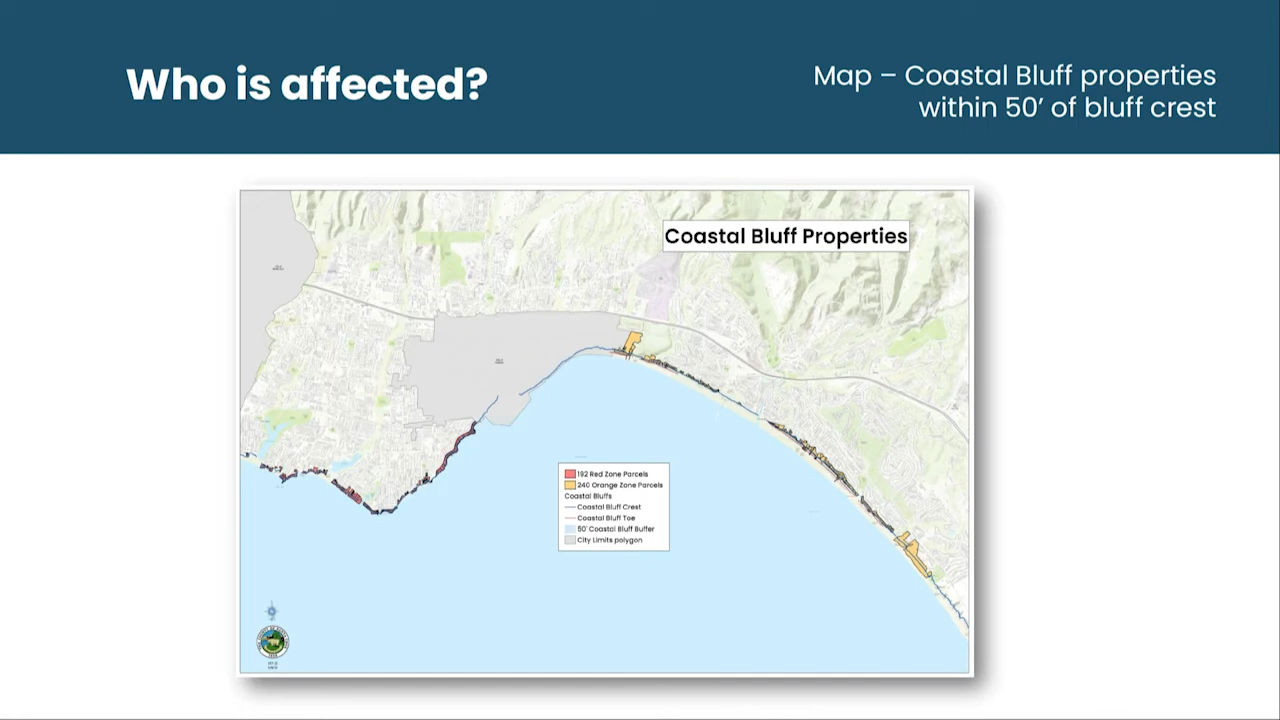 Who is affected?
Map – Coastal Bluff properties
within 50’ of bluff crest
Coastal Bluff Properties
192 Red Zone Parcels
240 Orange Zone Parcels
Coastal Bluffs
Coastal Bluff Crest
Coastal Bluff Toe
50' Coastal Bluff Buffer
City Limits polygon